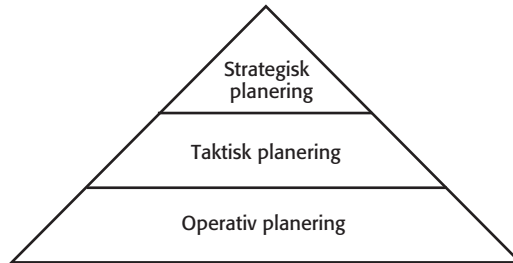 Strategisk
planering
Taktisk planering
Operativ planering